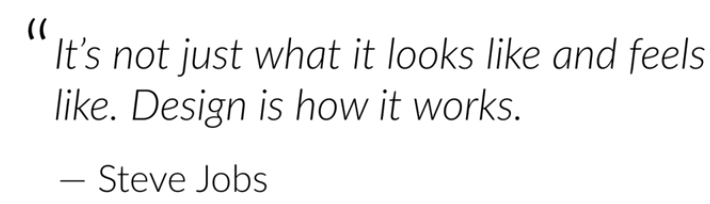 “It’s not just what it looks like and feels
like. Design is how it works.
— Steve Jobs